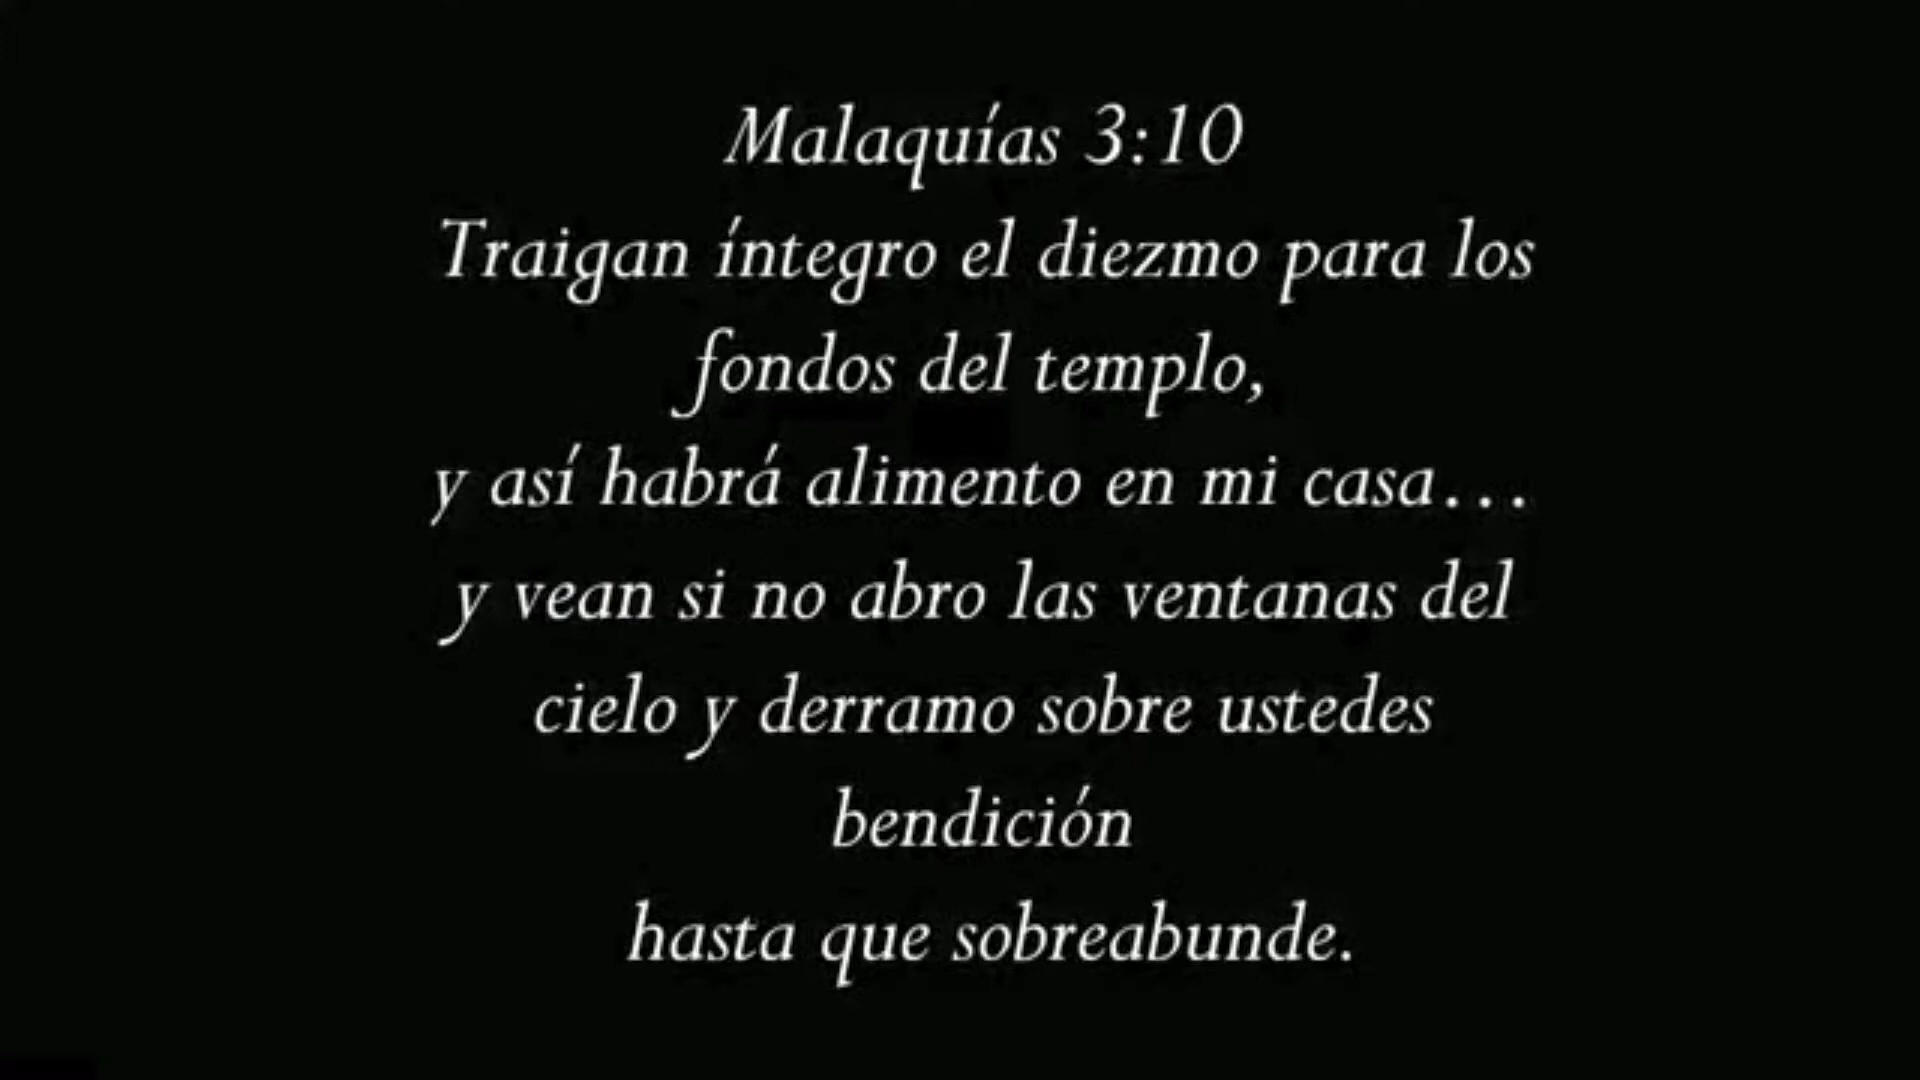 Malaquías 3:10
Traigan íntegro el diezmo para los
fondos del templo,
y así habrá alimento en mi casa...
y vean si no abro las ventanas del
cielo y derramo sobre ustedes
bendición
hasta que sobreabunde.